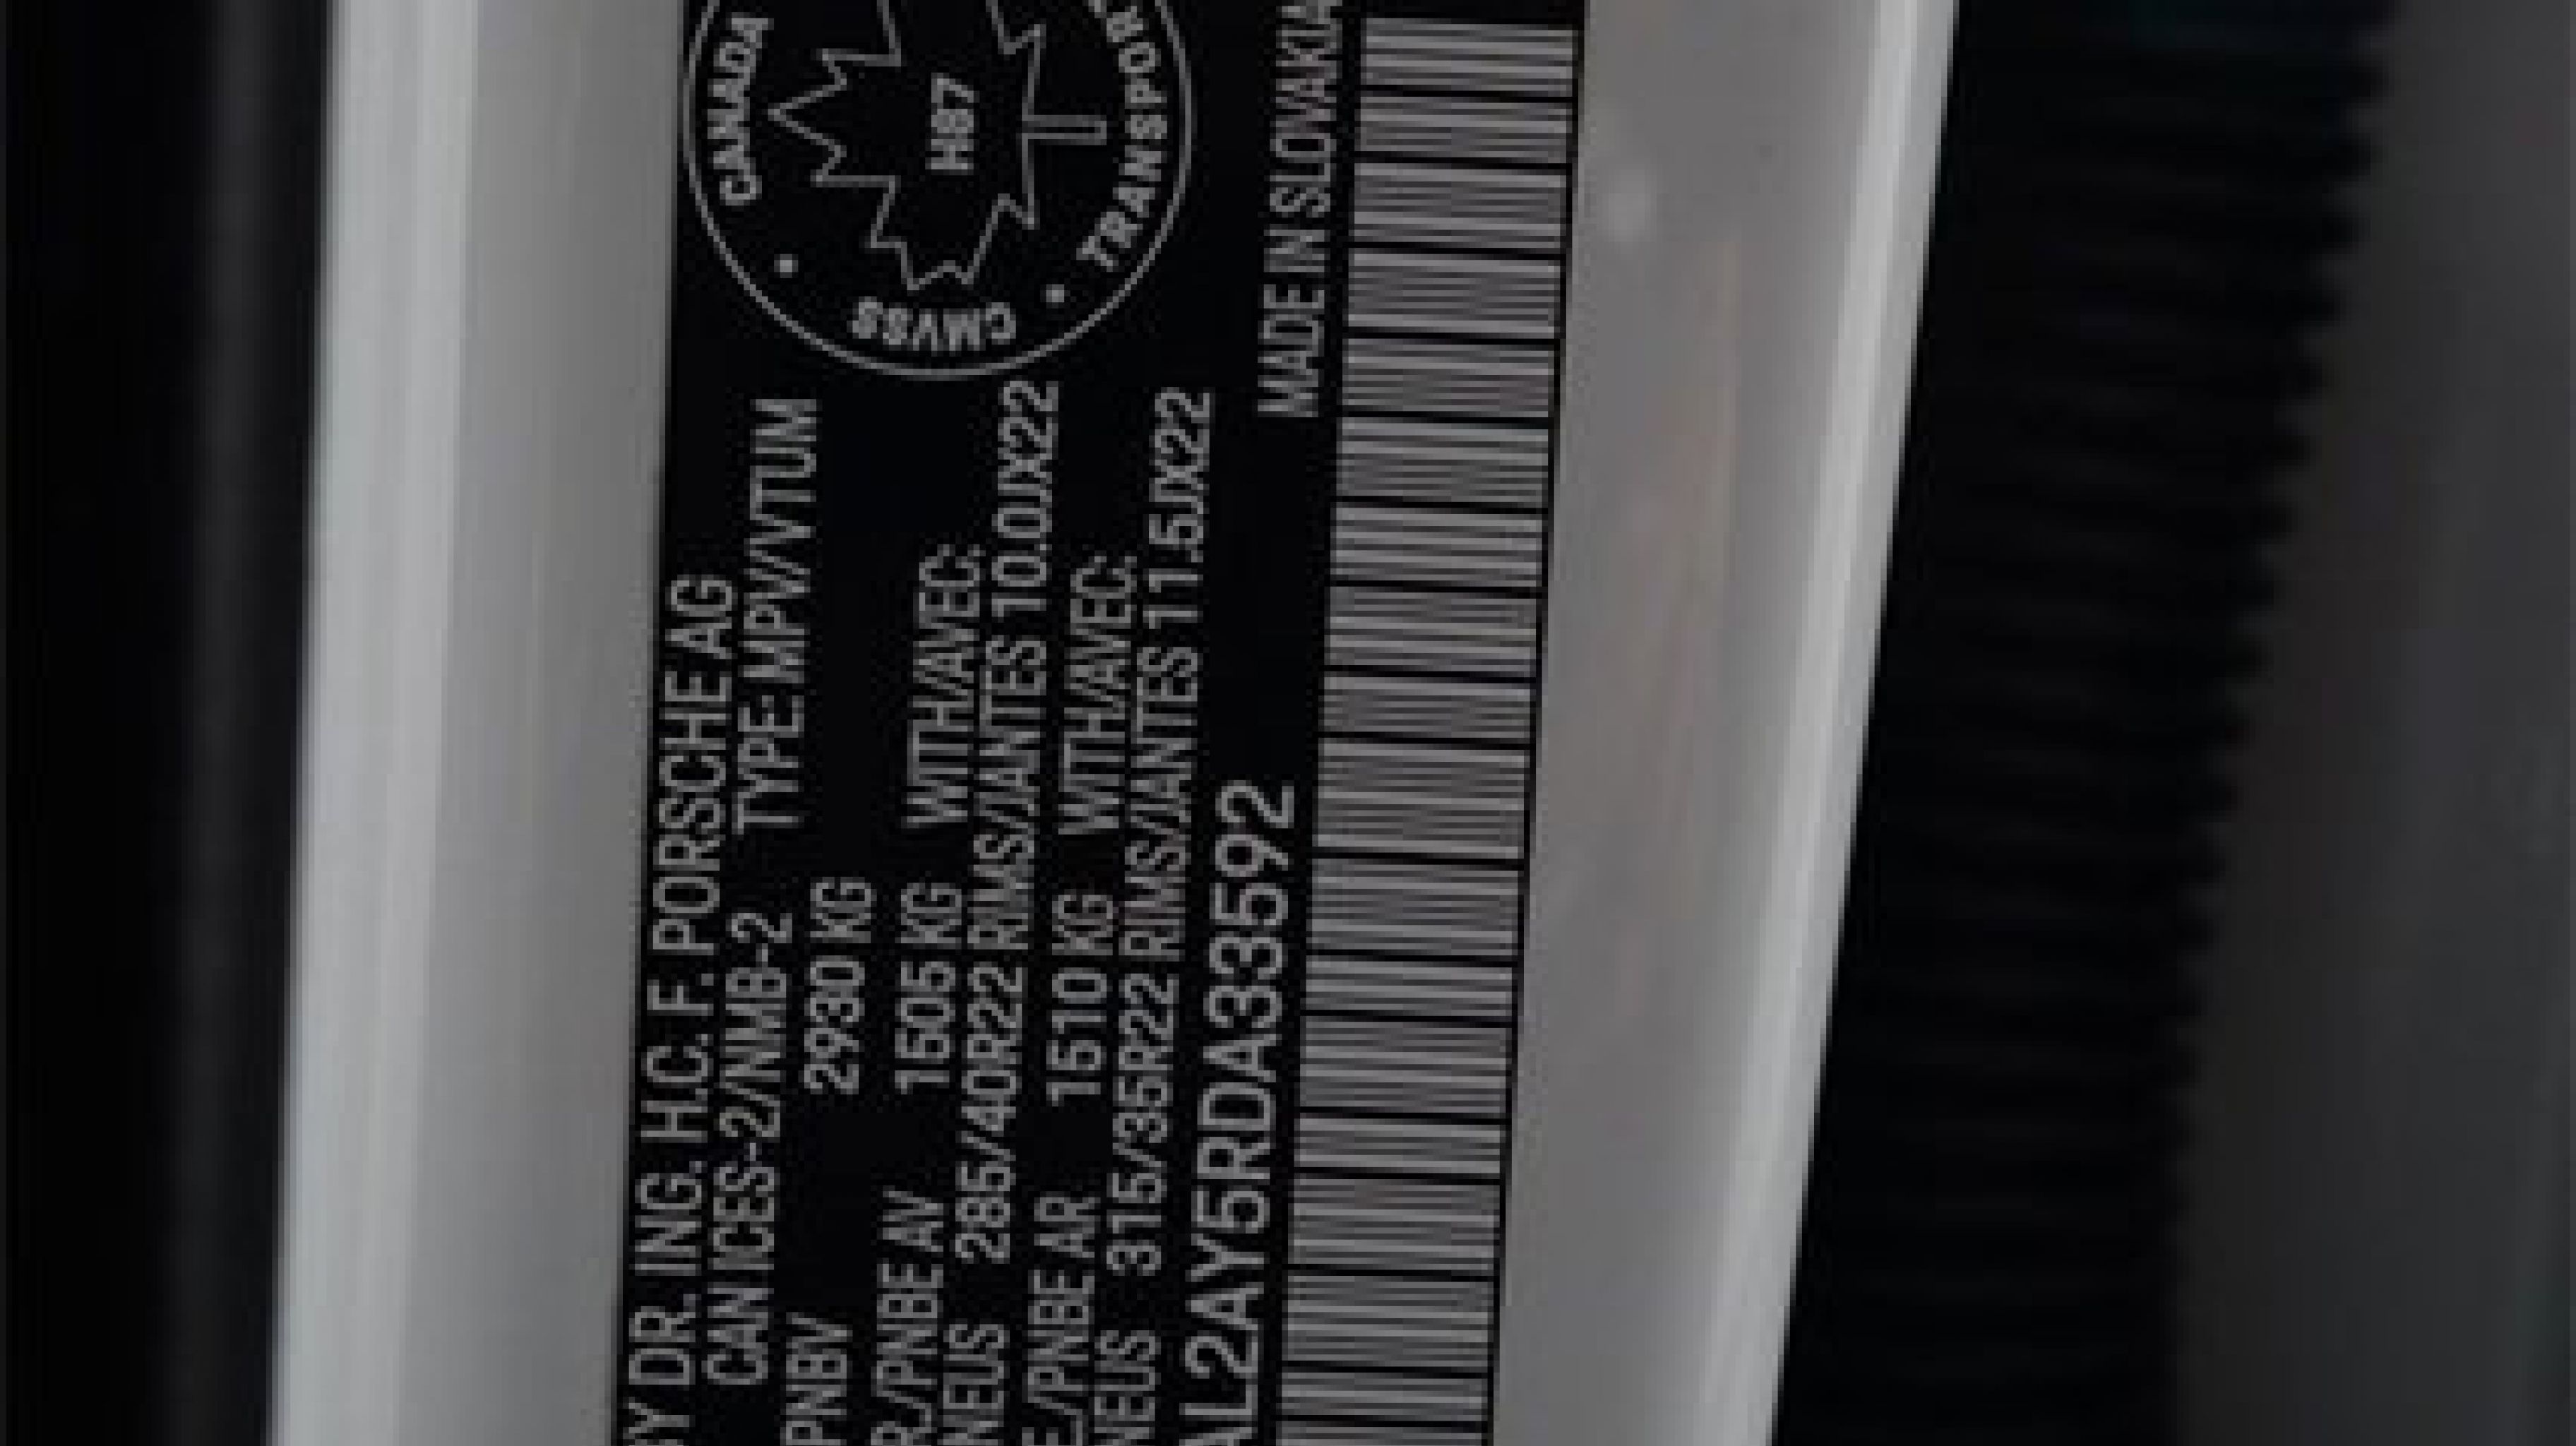 BY DR. ING. H.C. F. PORSCHE AG
CAN ICES-2/NMB-2 TYPE: MPV/VTUM
PNBV 2930 KG
R./PNBE AV 1505 KG WITH/AVEC:
NEUS 285/40R22 RIMS/JANTES 10.0JX22
E./PNBE AR 1510 KG WITH/AVEC:
NEUS 315/35R22 RIMS/JANTES 11.5JX22
AL2AY5RDA33592
MADE IN SLOVAKIA
CANADA
H87
TRANSPOR
CMVSS